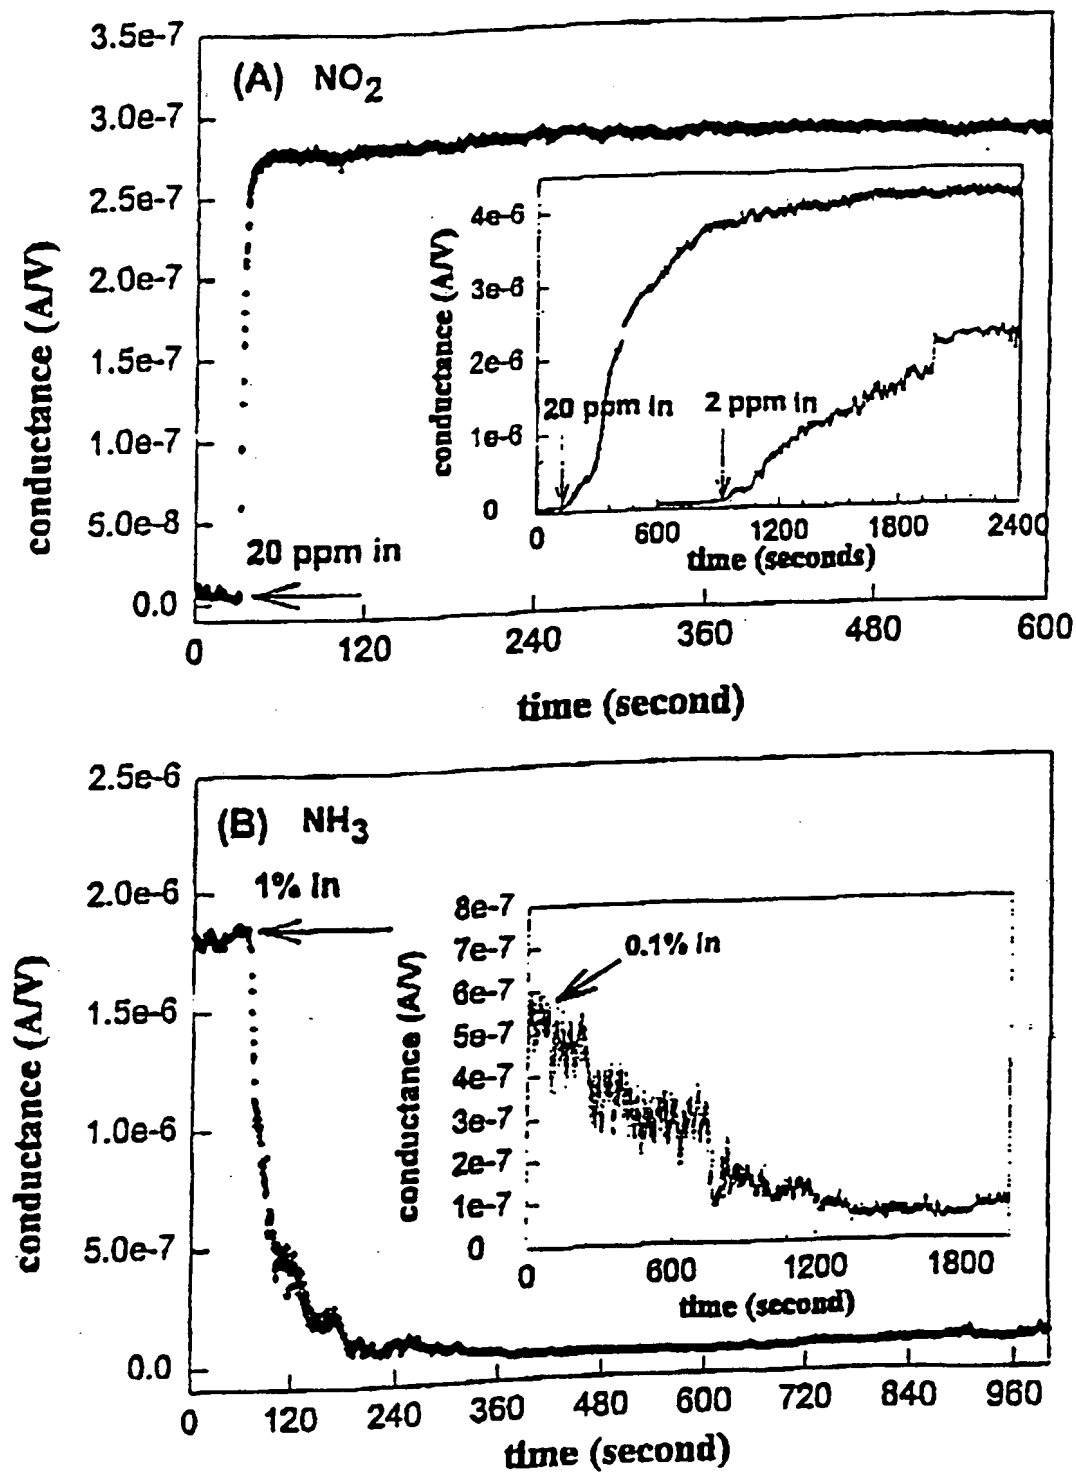 3.5e-7
(A) NO2
3.0e-7
2.5e-7
2.0e-7
1.5e-7
1.0e-7
5.0e-8
0.0
conductance (A/V)
20 ppm in
0 120 240 360 480 600
time (second)
4e-6
3e-6
2e-6
1e-6
0
conductance (A/V)
20 ppm in 2 ppm in
0 600 1200 1800 2400
time (seconds)
2.5e-6
(B) NH3
2.0e-6
1.5e-6
1.0e-6
5.0e-7
0.0
conductance (A/V)
1% in
8e-7
7e-7
6e-7
5e-7
4e-7
3e-7
2e-7
1e-7
0
conductance (A/V)
0.1% in
0 600 1200 1800
time (second)
0 120 240 360 480 600 720 840 960
time (second)